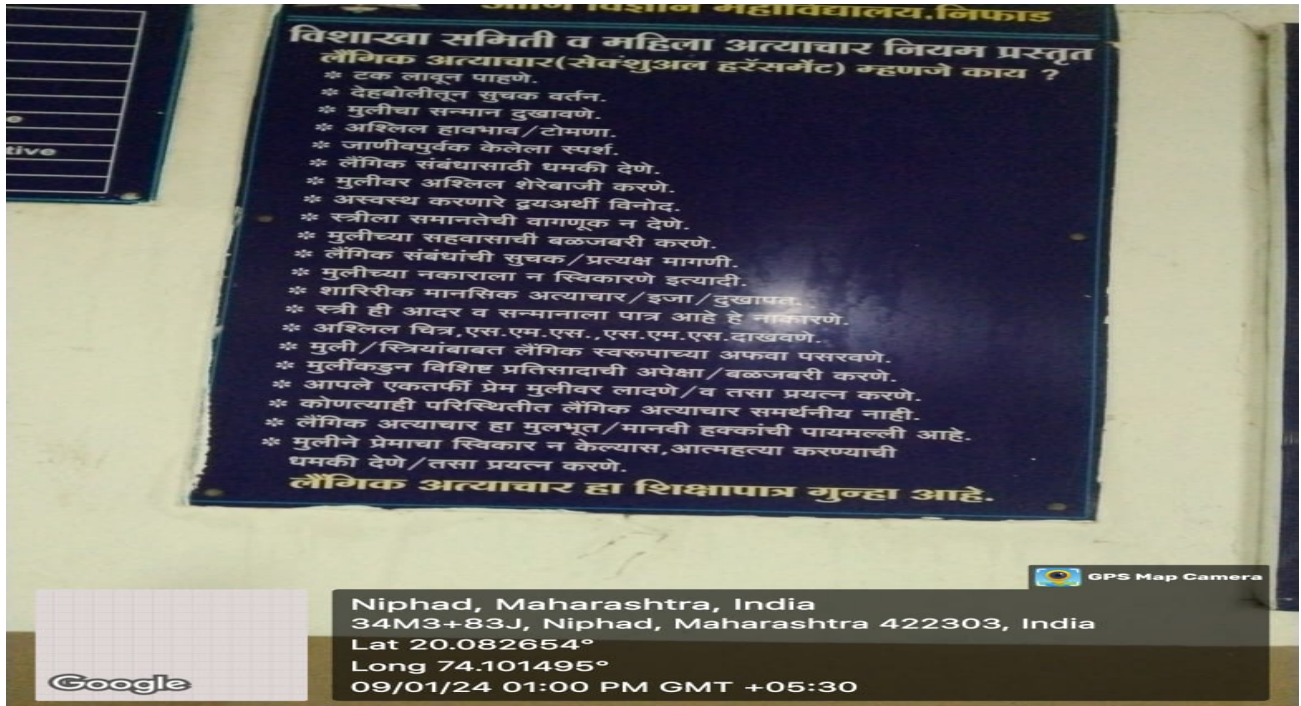 आणि विज्ञान महाविद्यालय.निफाड
विशाखा समिती व महिला अत्याचार नियम प्रस्तृत
लैंगिक अत्याचार(सेक्शुअल हरॅसमेंट) म्हणजे काय ?
* टक लावून पाहणे.
* देहबोलीतून सुचक वर्तन.
* मुलीचा सन्मान दुखावणे.
* अश्लिल हावभाव/टोमणा.
* जाणीवपुर्वक केलेला स्पर्श.
* लैंगिक संबंधासाठी धमकी देणे.
* मुलीवर अश्लिल शेरेबाजी करणे.
* अस्वस्थ करणारे द्वयअर्थी विनोद.
* स्त्रीला समानतेची वागणूक न देणे.
* मुलीच्या सहवासाची बळजबरी करणे.
* लैंगिक संबंधांची सुचक/प्रत्यक्ष मागणी.
* मुलीच्या नकाराला न स्विकारणे इत्यादी.
* शारिरीक मानसिक अत्याचार/इजा/दुखापत.
* स्त्री ही आदर व सन्मानाला पात्र आहे हे नाकारणे.
* अश्लिल चित्र,एस.एम.एस.,एस.एम.एस.दाखवणे.
* मुली/स्त्रियांबाबत लैंगिक स्वरूपाच्या अफवा पसरवणे.
* मुलींकडुन विशिष्ट प्रतिसादाची अपेक्षा/बळजबरी करणे.
* आपले एकतर्फी प्रेम मुलीवर लादणे/व तसा प्रयत्न करणे.
* कोणत्याही परिस्थितीत लैंगिक अत्याचार समर्थनीय नाही.
* लैंगिक अत्याचार हा मुलभूत/मानवी हक्कांची पायमल्ली आहे.
* मुलीने प्रेमाचा स्विकार न केल्यास,आत्महत्या करण्याची
धमकी देणे/तसा प्रयत्न करणे.
लैंगिक अत्याचार हा शिक्षापात्र गुन्हा आहे.
GPS Map Camera
Niphad, Maharashtra, India
34M3+83J, Niphad, Maharashtra 422303, India
Lat 20.082654°
Long 74.101495°
09/01/24 01:00 PM GMT +05:30
Google